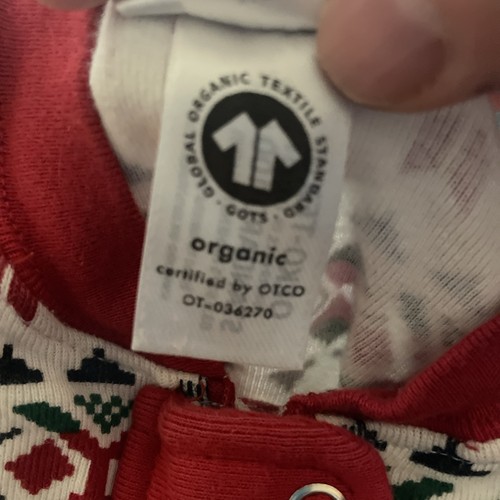 GLOBAL ORGANIC TEXTILE STANDARD
· GOTS ·
organic
certified by OTCO
OT-036270